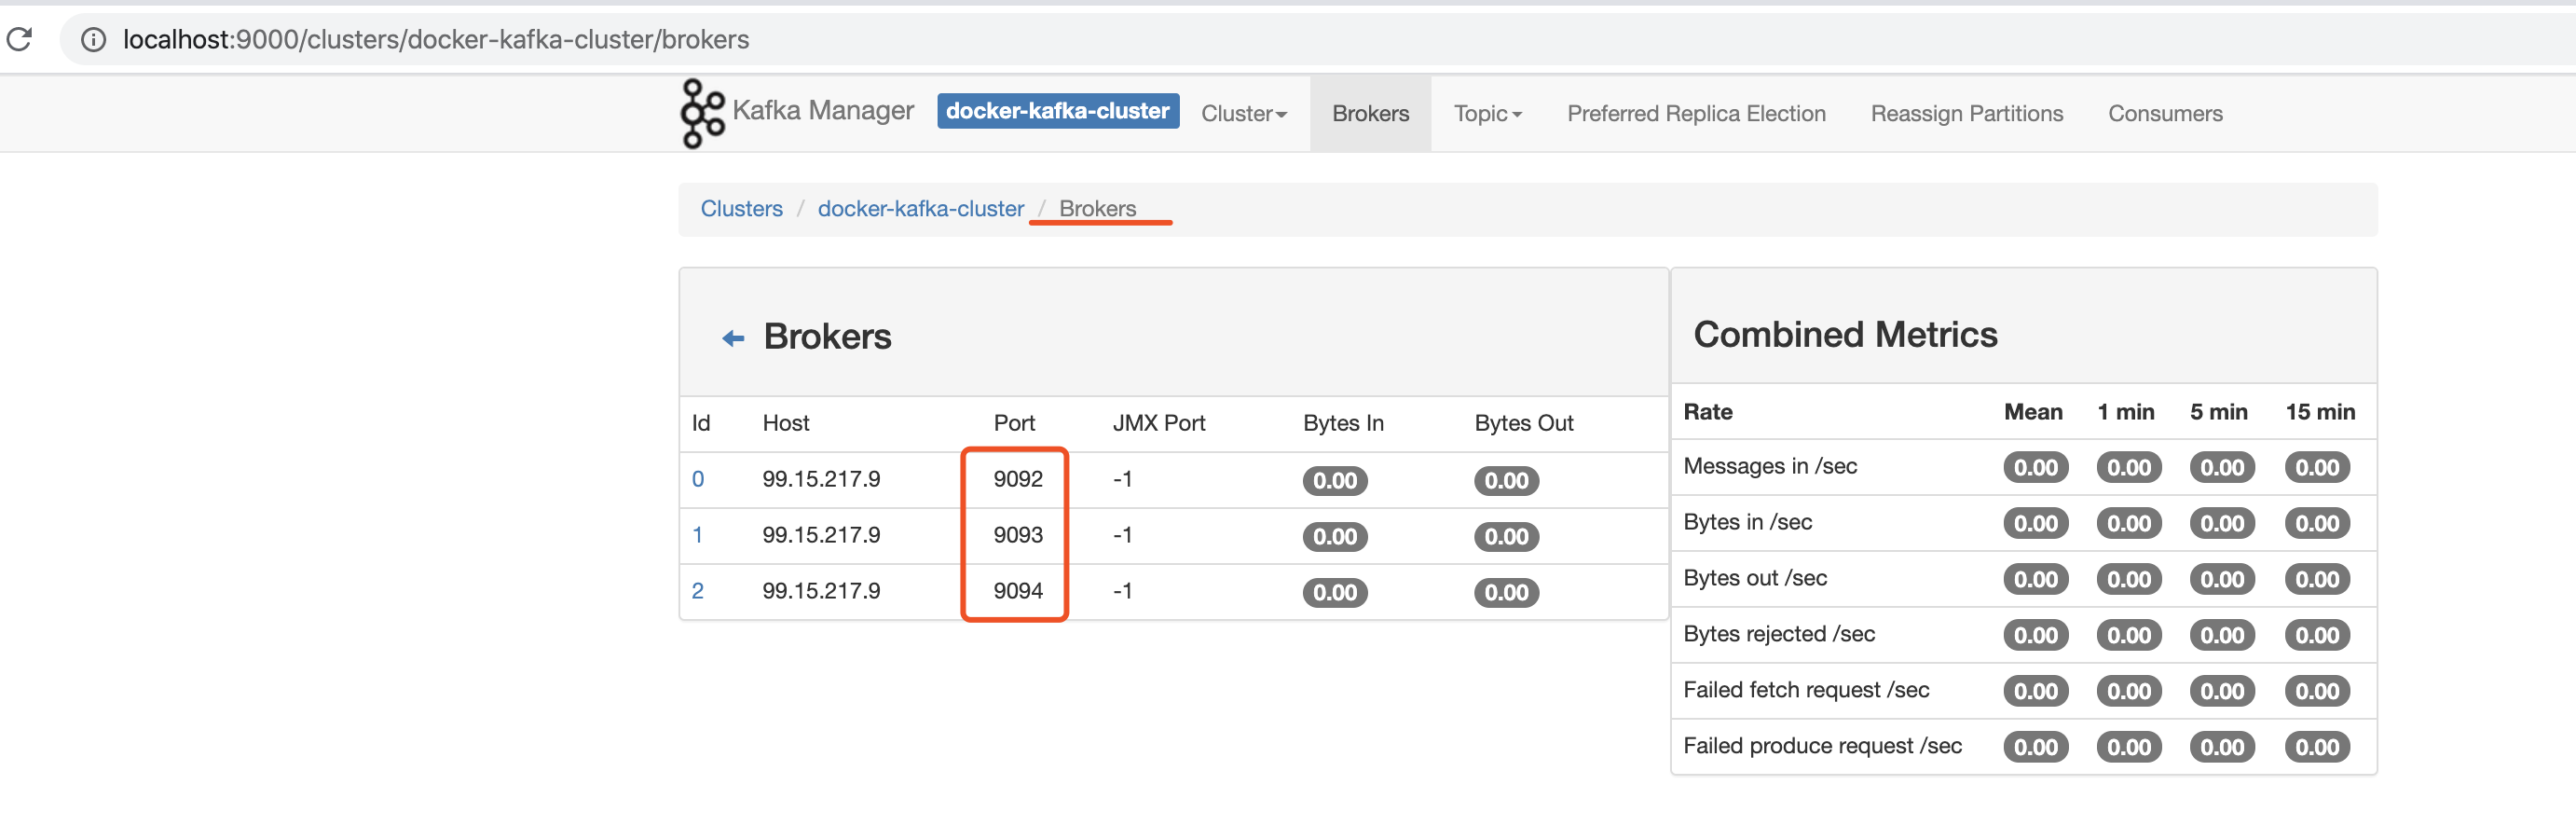 localhost:9000/clusters/docker-kafka-cluster/brokers
Kafka Manager docker-kafka-cluster Cluster Brokers Topic Preferred Replica Election Reassign Partitions Consumers
Clusters / docker-kafka-cluster / Brokers
Brokers
Id Host Port JMX Port Bytes In Bytes Out
0 99.15.217.9 9092 -1 0.00 0.00
1 99.15.217.9 9093 -1 0.00 0.00
2 99.15.217.9 9094 -1 0.00 0.00
Combined Metrics
Rate Mean 1 min 5 min 15 min
Messages in /sec 0.00 0.00 0.00 0.00
Bytes in /sec 0.00 0.00 0.00 0.00
Bytes out /sec 0.00 0.00 0.00 0.00
Bytes rejected /sec 0.00 0.00 0.00 0.00
Failed fetch request /sec 0.00 0.00 0.00 0.00
Failed produce request /sec 0.00 0.00 0.00 0.00